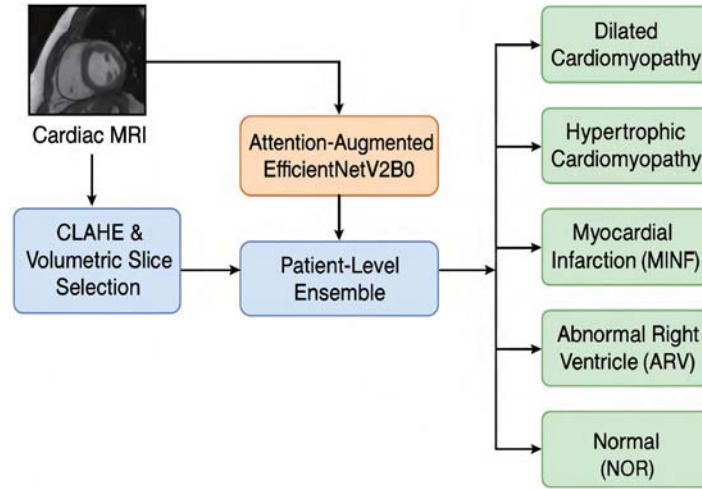 Cardiac MRI
Attention-Augmented
EfficientNetV2B0
CLAHE &
Volumetric Slice
Selection
Patient-Level
Ensemble
Dilated
Cardiomyopathy
Hypertrophic
Cardiomyopathy
Myocardial
Infarction (MINF)
Abnormal Right
Ventricle (ARV)
Normal
(NOR)